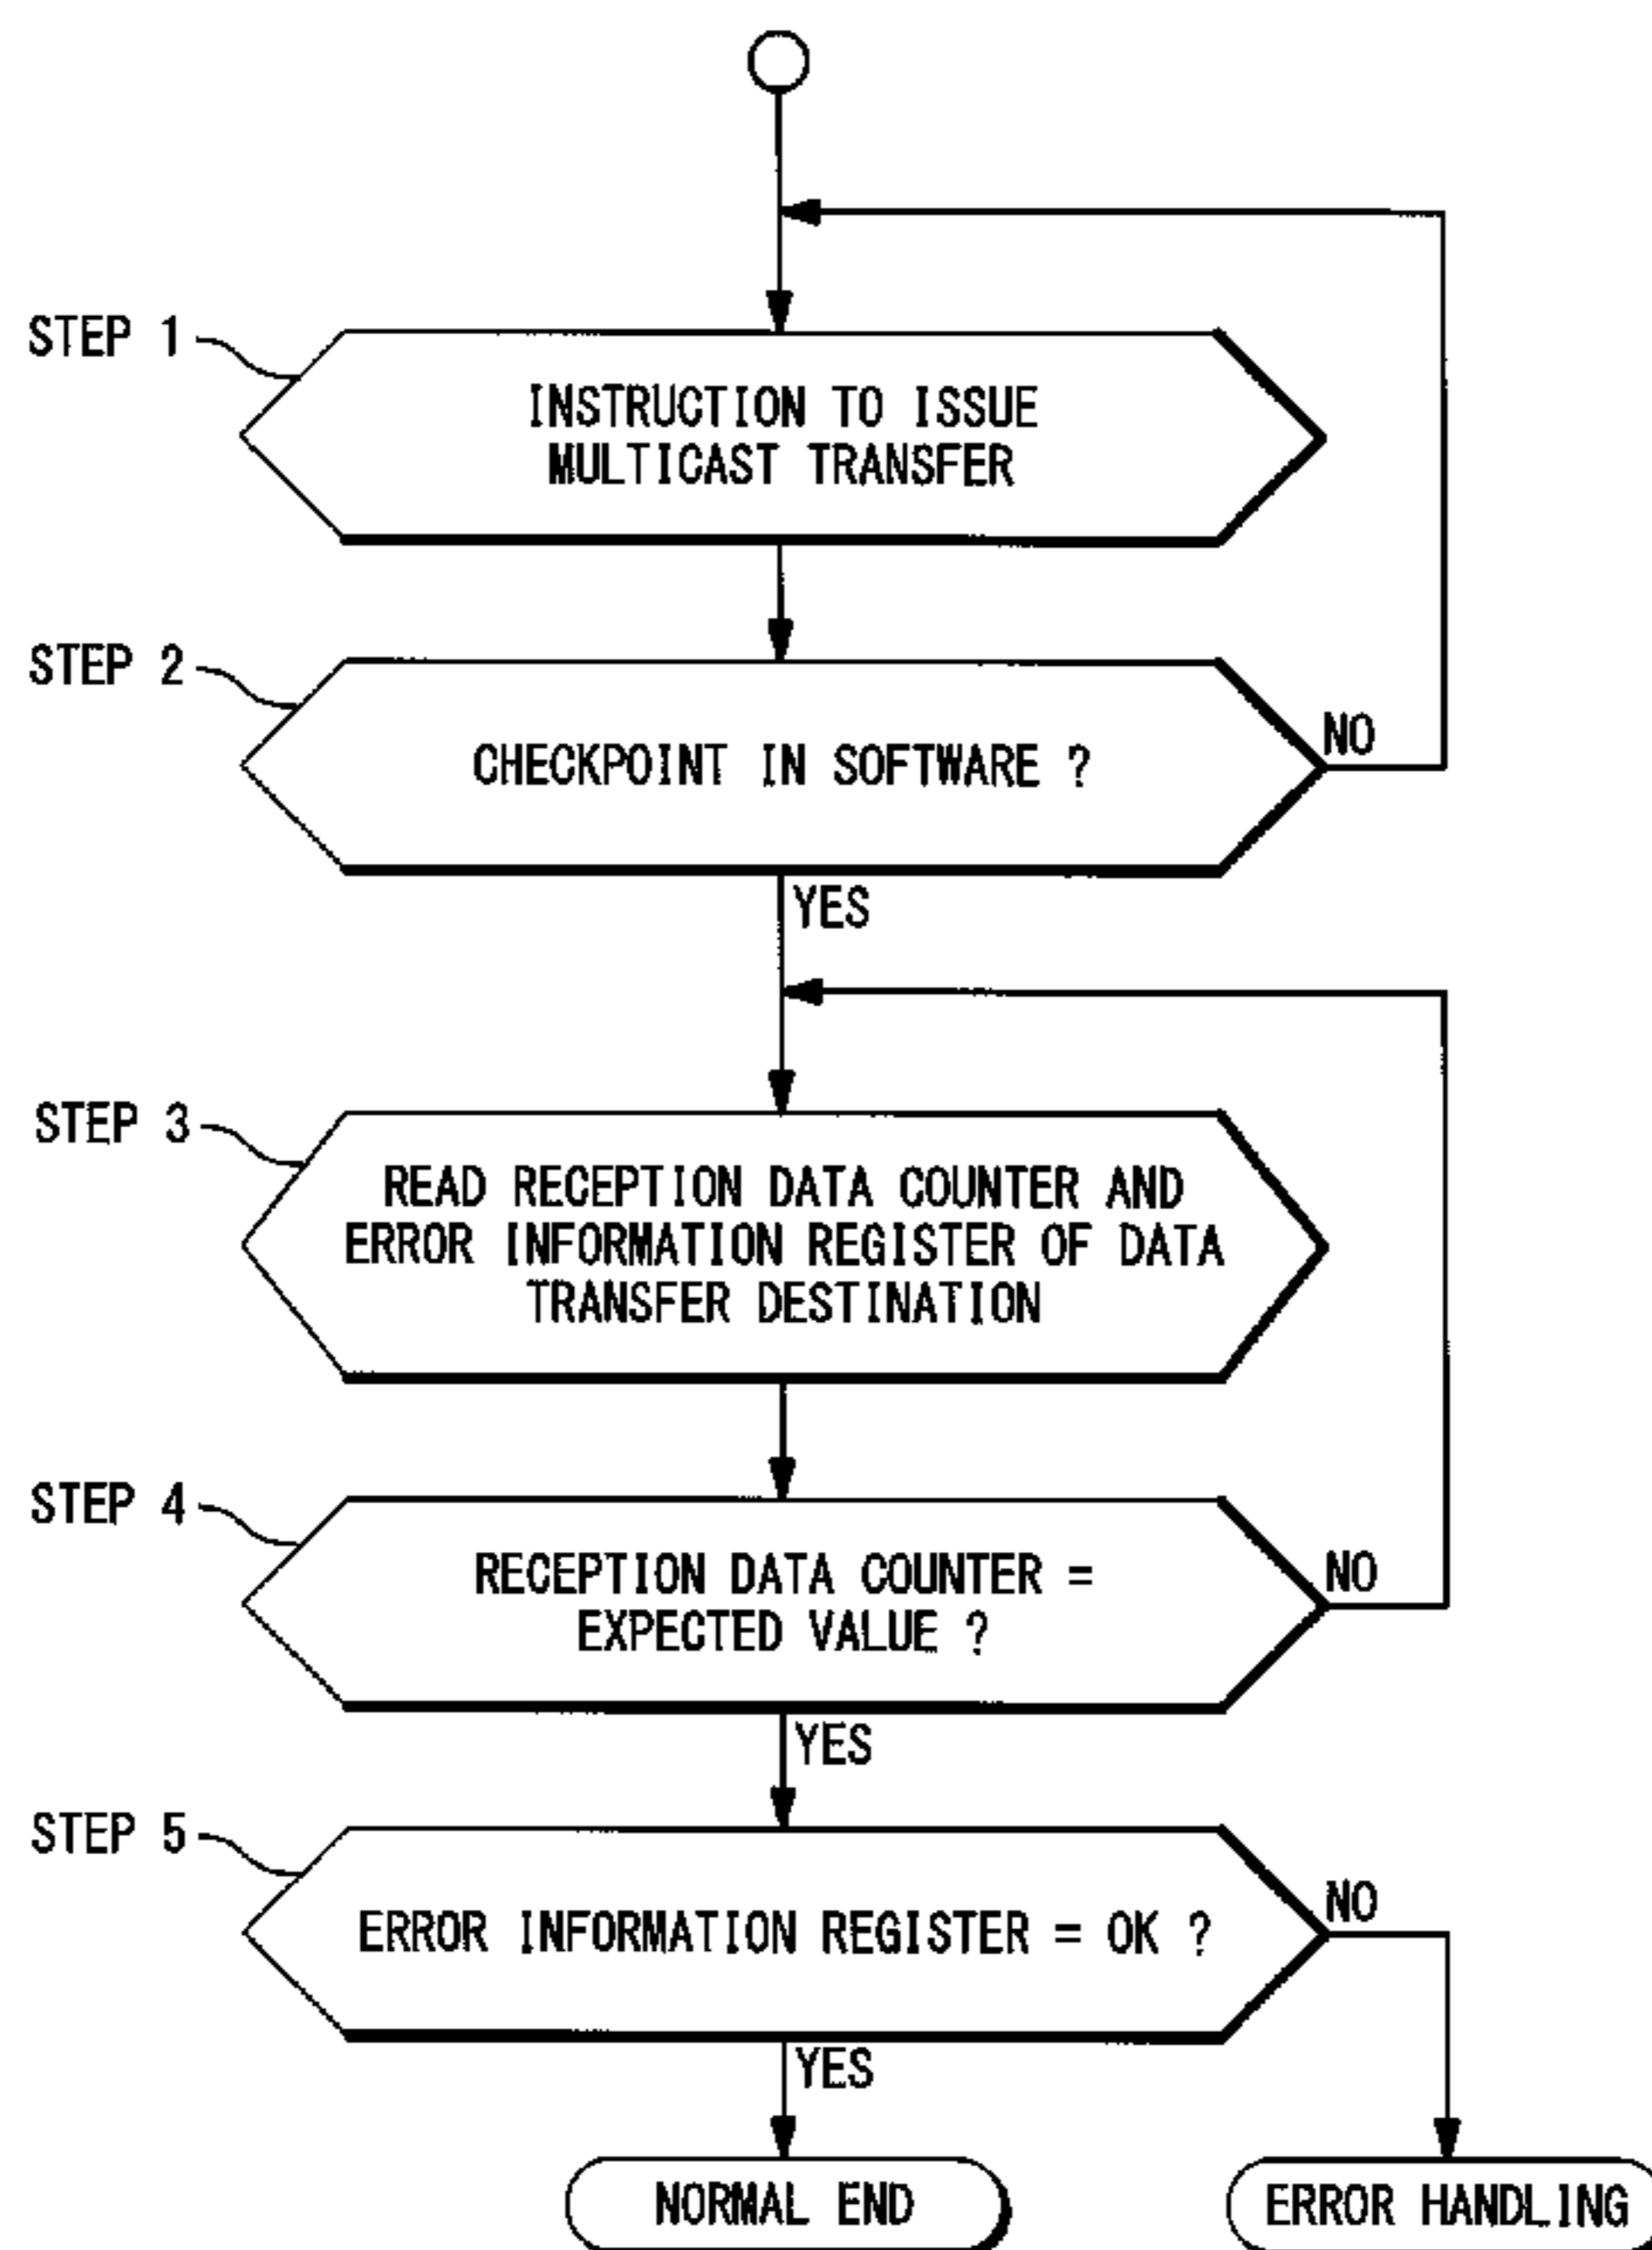 STEP 1
INSTRUCTION TO ISSUE
MULTICAST TRANSFER
STEP 2
CHECKPOINT IN SOFTWARE ?
NO
YES
STEP 3
READ RECEPTION DATA COUNTER AND
ERROR INFORMATION REGISTER OF DATA
TRANSFER DESTINATION
STEP 4
RECEPTION DATA COUNTER =
EXPECTED VALUE ?
NO
YES
STEP 5
ERROR INFORMATION REGISTER = OK ?
NO
YES
NORMAL END
ERROR HANDLING